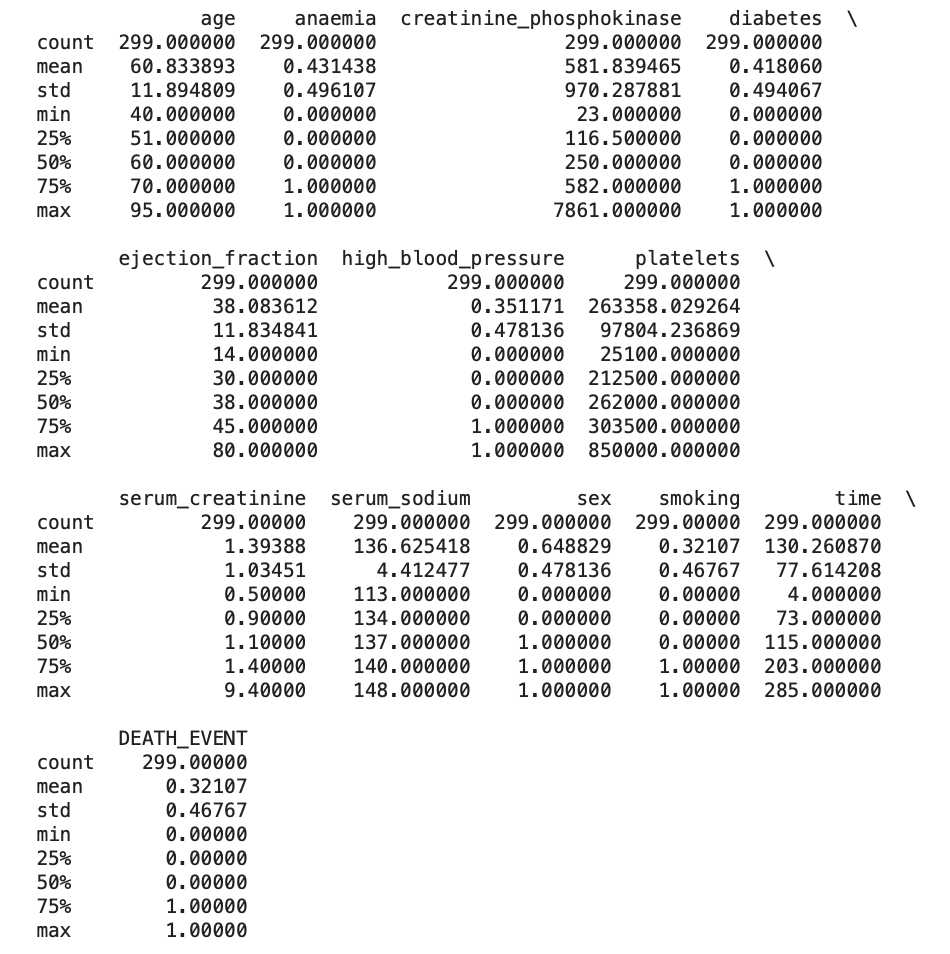 age anaemia creatinine_phosphokinase diabetes \
count 299.000000 299.000000 299.000000 299.000000
mean 60.833893 0.431438 581.839465 0.418060
std 11.894809 0.496107 970.287881 0.494067
min 40.000000 0.000000 23.000000 0.000000
25% 51.000000 0.000000 116.500000 0.000000
50% 60.000000 0.000000 250.000000 0.000000
75% 70.000000 1.000000 582.000000 1.000000
max 95.000000 1.000000 7861.000000 1.000000
ejection_fraction high_blood_pressure platelets \
count 299.000000 299.000000 299.000000
mean 38.083612 0.351171 263358.029264
std 11.834841 0.478136 97804.236869
min 14.000000 0.000000 25100.000000
25% 30.000000 0.000000 212500.000000
50% 38.000000 0.000000 262000.000000
75% 45.000000 1.000000 303500.000000
max 80.000000 1.000000 850000.000000
serum_creatinine serum_sodium sex smoking time \
count 299.00000 299.000000 299.000000 299.00000 299.000000
mean 1.39388 136.625418 0.648829 0.32107 130.260870
std 1.03451 4.412477 0.478136 0.46767 77.614208
min 0.50000 113.000000 0.000000 0.00000 4.000000
25% 0.90000 134.000000 0.000000 0.00000 73.000000
50% 1.10000 137.000000 1.000000 0.00000 115.000000
75% 1.40000 140.000000 1.000000 1.00000 203.000000
max 9.40000 148.000000 1.000000 1.00000 285.000000
DEATH_EVENT
count 299.00000
mean 0.32107
std 0.46767
min 0.00000
25% 0.00000
50% 0.00000
75% 1.00000
max 1.00000